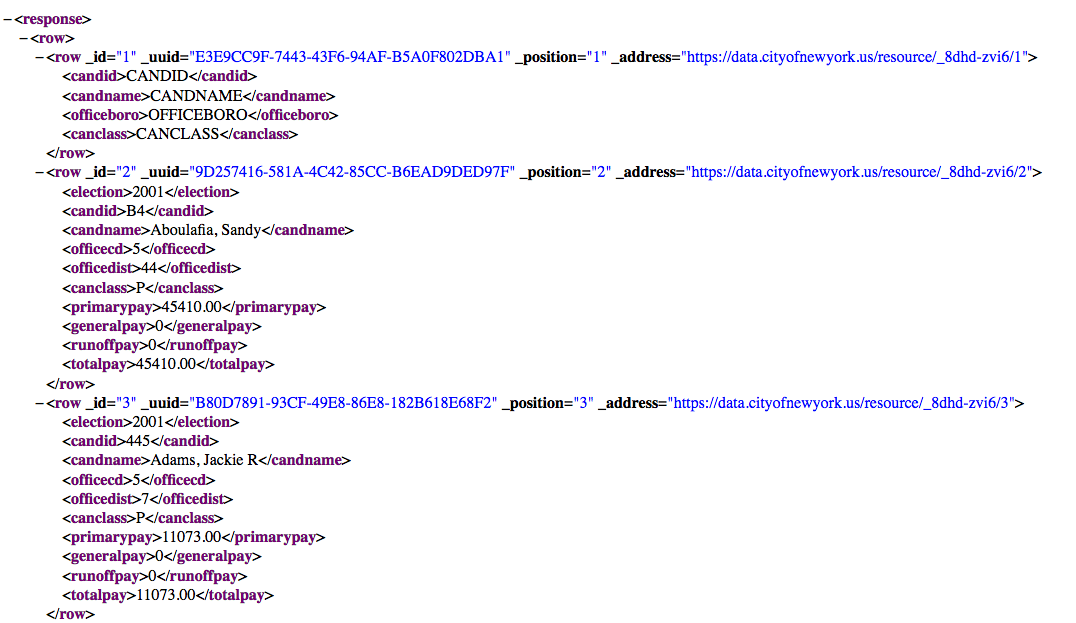 –<response>
–<row>
–<row _id="1" _uuid="E3E9CC9F-7443-43F6-94AF-B5A0F802DBA1" _position="1" _address="https://data.cityofnewyork.us/resource/_8dhd-zvi6/1">
<candid>CANDID</candid>
<candname>CANDNAME</candname>
<officeboro>OFFICEBORO</officeboro>
<canclass>CANCLASS</canclass>
</row>
–<row _id="2" _uuid="9D257416-581A-4C42-85CC-B6EAD9DED97F" _position="2" _address="https://data.cityofnewyork.us/resource/_8dhd-zvi6/2">
<election>2001</election>
<candid>B4</candid>
<candname>Aboulafia, Sandy</candname>
<officecd>5</officecd>
<officedist>44</officedist>
<canclass>P</canclass>
<primarypay>45410.00</primarypay>
<generalpay>0</generalpay>
<runoffpay>0</runoffpay>
<totalpay>45410.00</totalpay>
</row>
–<row _id="3" _uuid="B80D7891-93CF-49E8-86E8-182B618E68F2" _position="3" _address="https://data.cityofnewyork.us/resource/_8dhd-zvi6/3">
<election>2001</election>
<candid>445</candid>
<candname>Adams, Jackie R</candname>
<officecd>5</officecd>
<officedist>7</officedist>
<canclass>P</canclass>
<primarypay>11073.00</primarypay>
<generalpay>0</generalpay>
<runoffpay>0</runoffpay>
<totalpay>11073.00</totalpay>
</row>